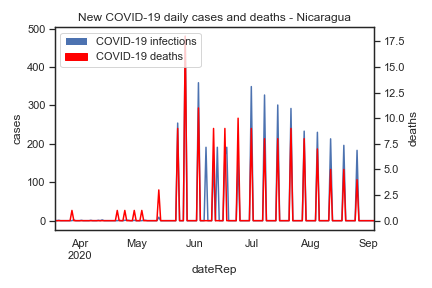 New COVID-19 daily cases and deaths - Nicaragua
COVID-19 infections
COVID-19 deaths
500
400
300
200
100
0
cases
17.5
15.0
12.5
10.0
7.5
5.0
2.5
0.0
deaths
Apr May Jun Jul Aug Sep
2020
dateRep